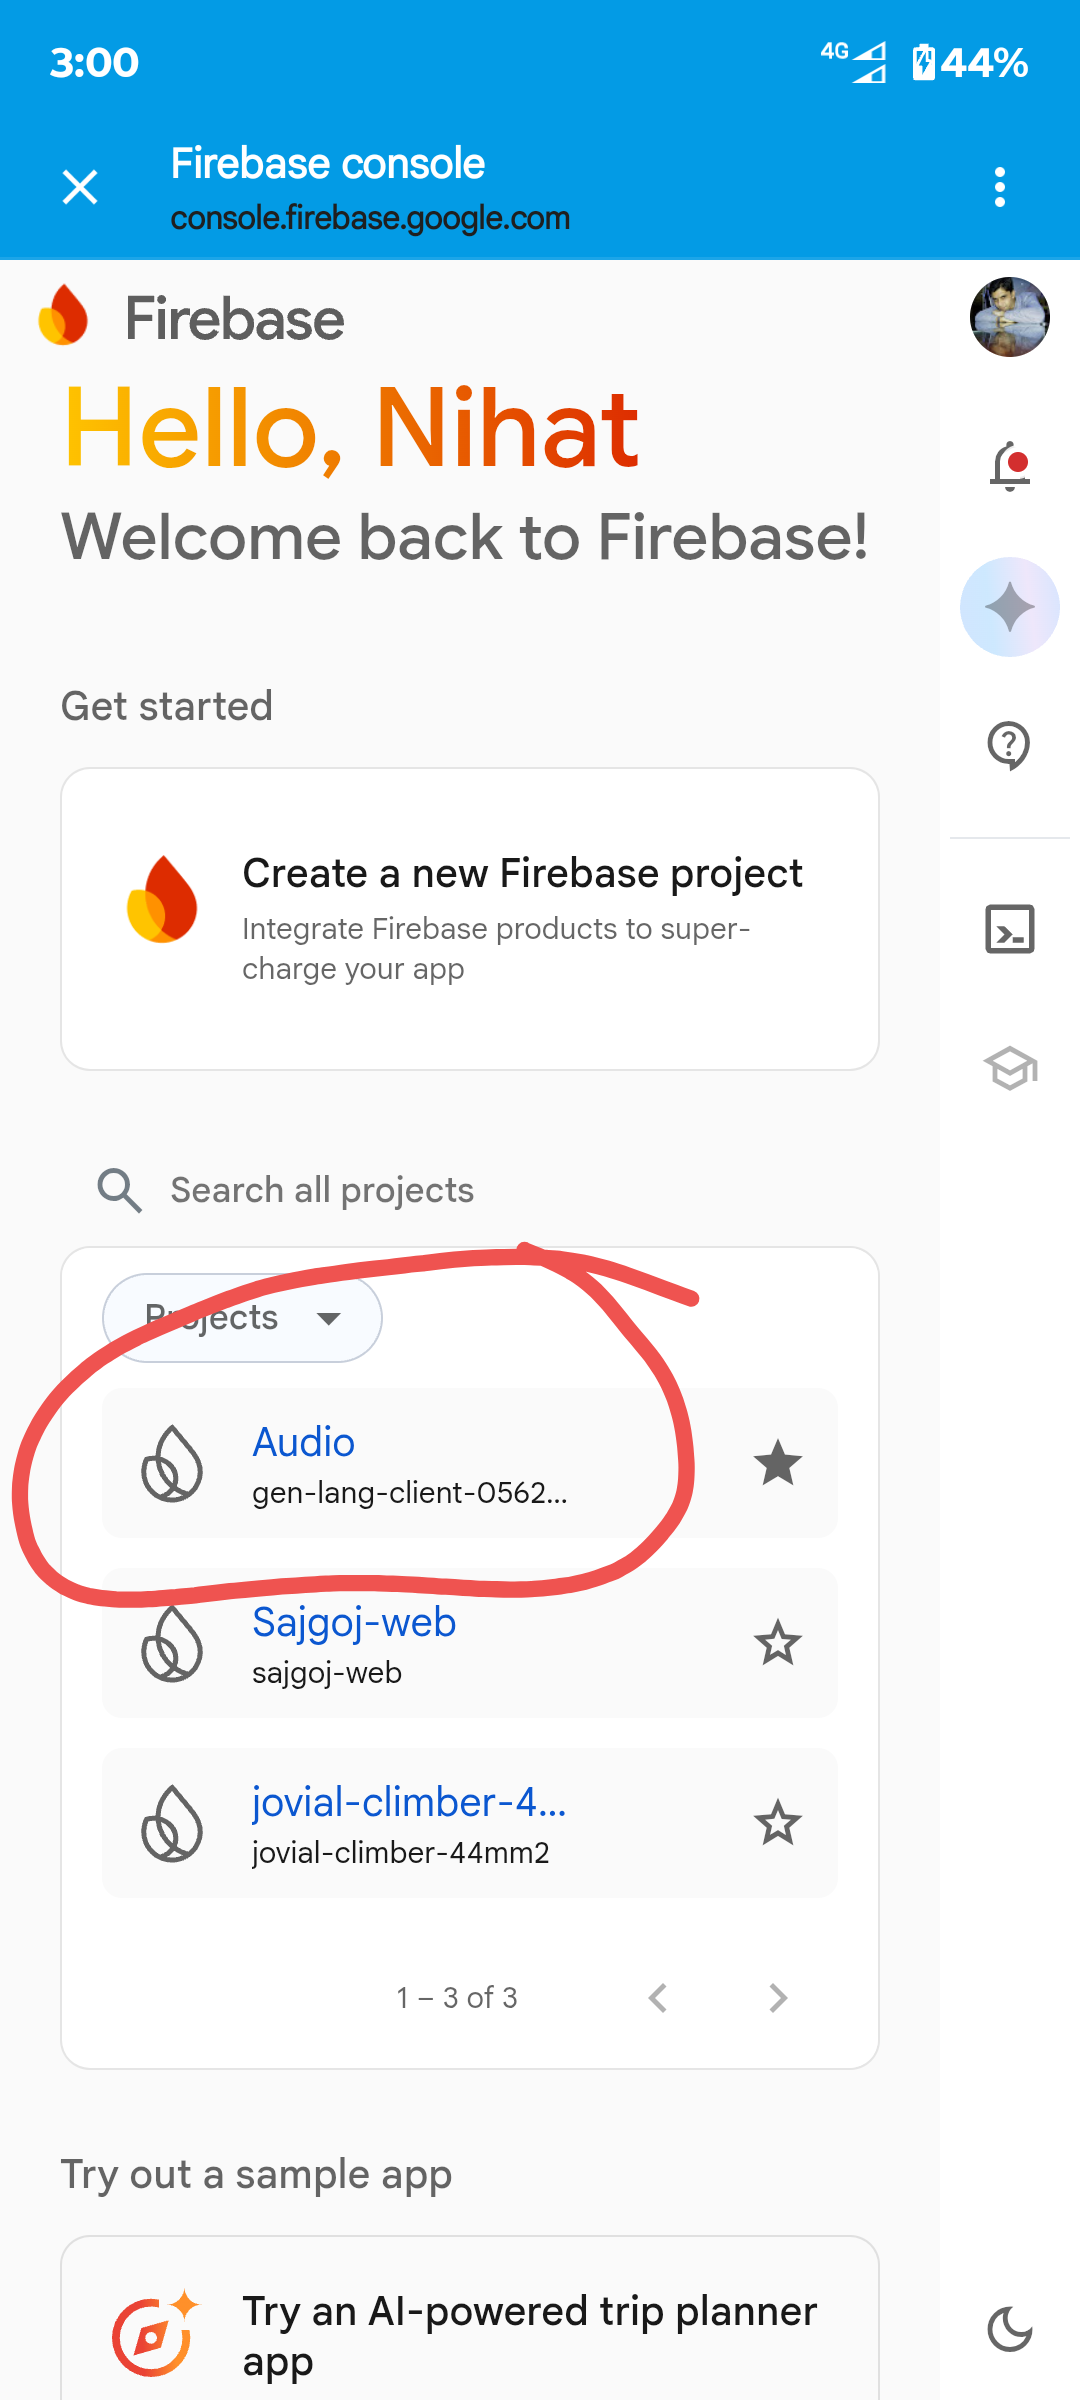 3:00
4G
44%
Firebase console
console.firebase.google.com
Firebase
Hello, Nihat
Welcome back to Firebase!
Get started
Create a new Firebase project
Integrate Firebase products to super-
charge your app
Search all projects
Projects
Audio
gen-lang-client-0562...
Sajgoj-web
sajgoj-web
jovial-climber-4...
jovial-climber-44mm2
1 – 3 of 3
Try out a sample app
Try an AI-powered trip planner
app